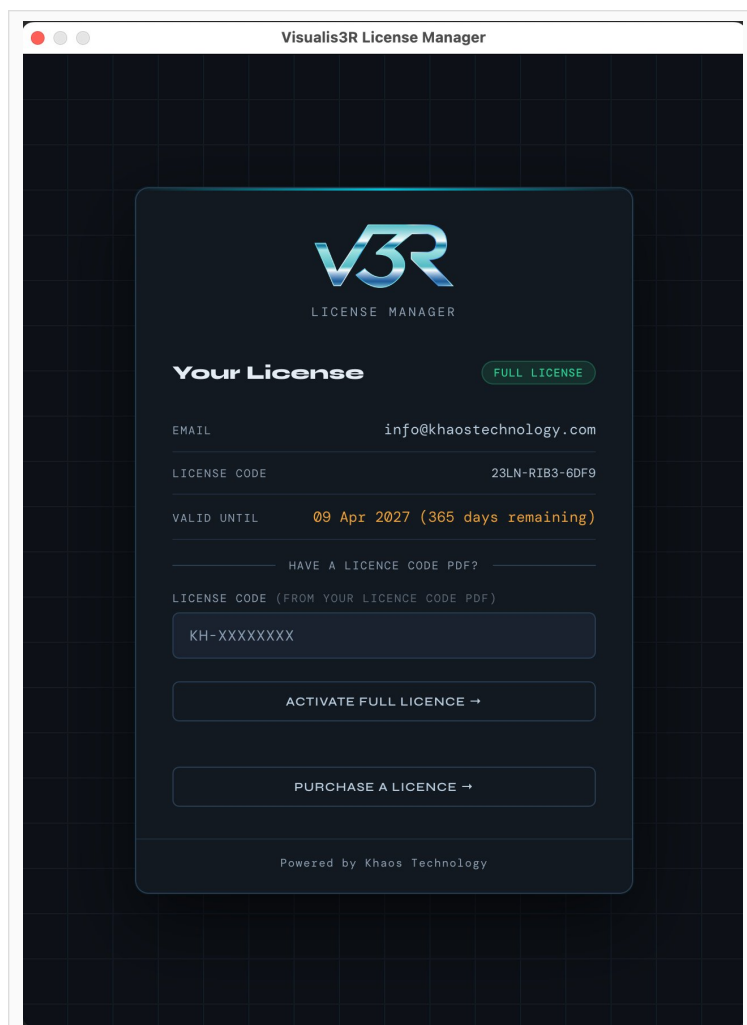 Visualis3R License Manager
V3R
LICENSE MANAGER
Your License
FULL LICENSE
EMAIL
info@khaostechnology.com
LICENSE CODE
23LN-RIB3-6DF9
VALID UNTIL
09 Apr 2027 (365 days remaining)
HAVE A LICENCE CODE PDF?
LICENSE CODE (FROM YOUR LICENCE CODE PDF)
KH-XXXXXXXX
ACTIVATE FULL LICENCE →
PURCHASE A LICENCE →
Powered by Khaos Technology